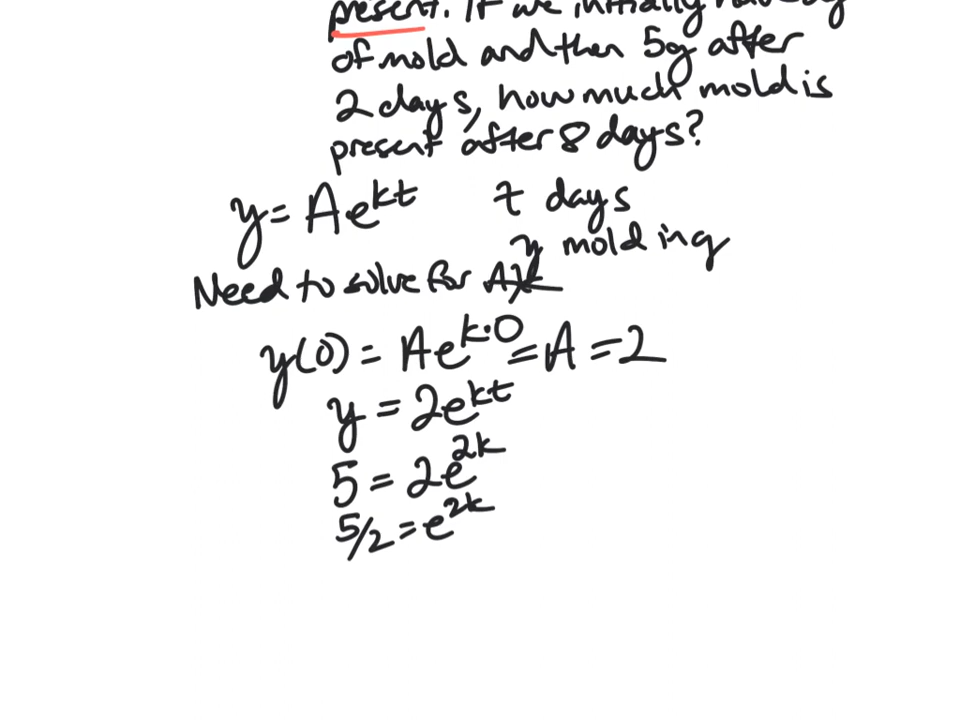 present. If we initially have 2g
of mold and then 5g after
2 days, how much mold is
present after 8 days?
y = Ae^{kt} t days
y mold in g
Need to solve for A, k
y(0) = Ae^{k·0} = A = 2
y = 2e^{kt}
5 = 2e^{2k}
5/2 = e^{2k}